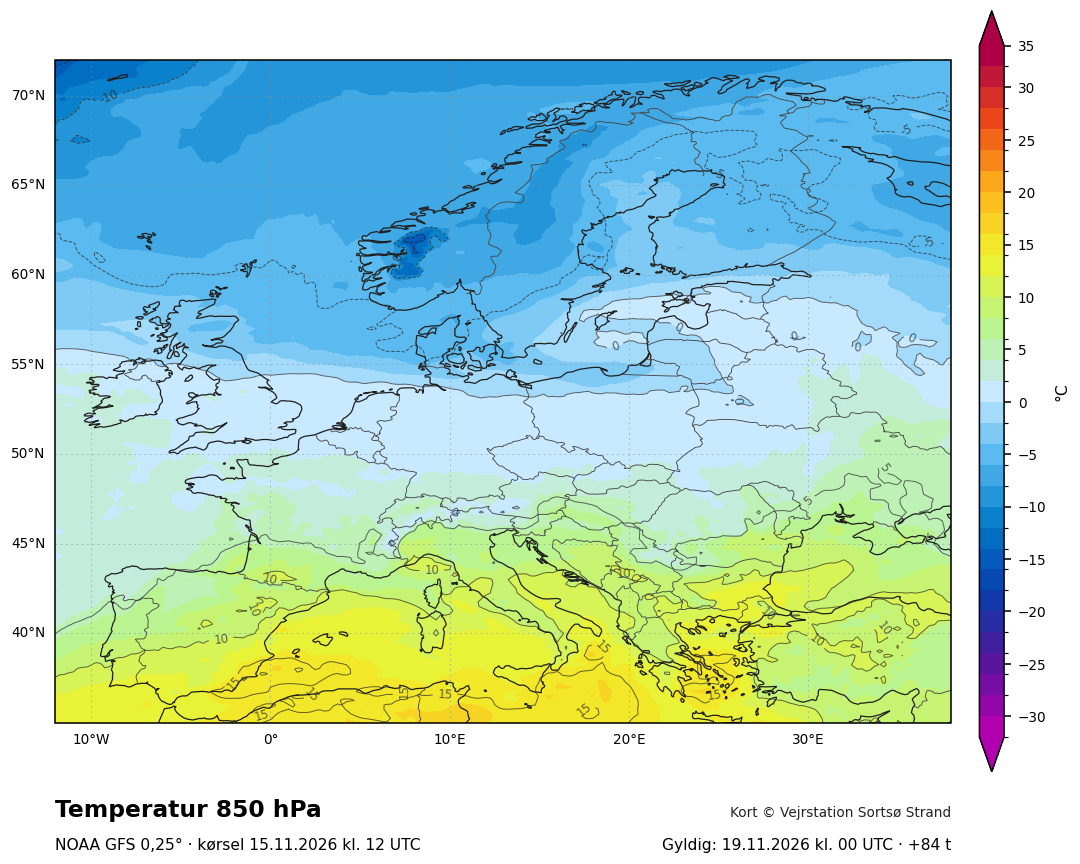 70°N
65°N
60°N
55°N
50°N
45°N
40°N
10°W
0°
10°E
20°E
30°E
35
30
25
20
15
10
5
0
−5
−10
−15
−20
−25
−30
°C
Temperatur 850 hPa
Kort © Vejrstation Sortsø Strand
NOAA GFS 0,25° · kørsel 15.11.2026 kl. 12 UTC
Gyldig: 19.11.2026 kl. 00 UTC · +84 t